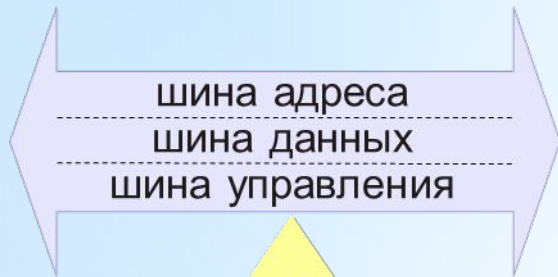 шина адреса
шина данных
шина управления